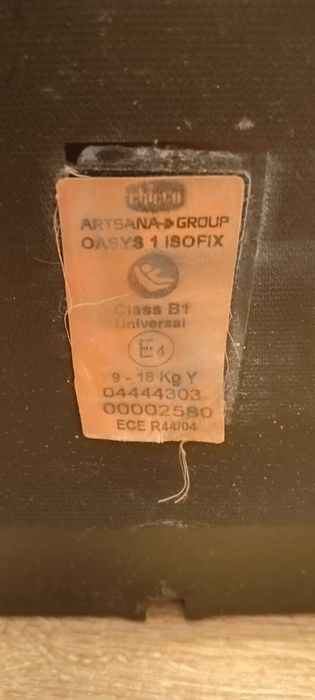 chicco
ARTSANA GROUP
OASYS 1 ISOFIX
Class B1
Universal
E4
9 - 18 Kg Y
04444303
00002580
ECE R44/04